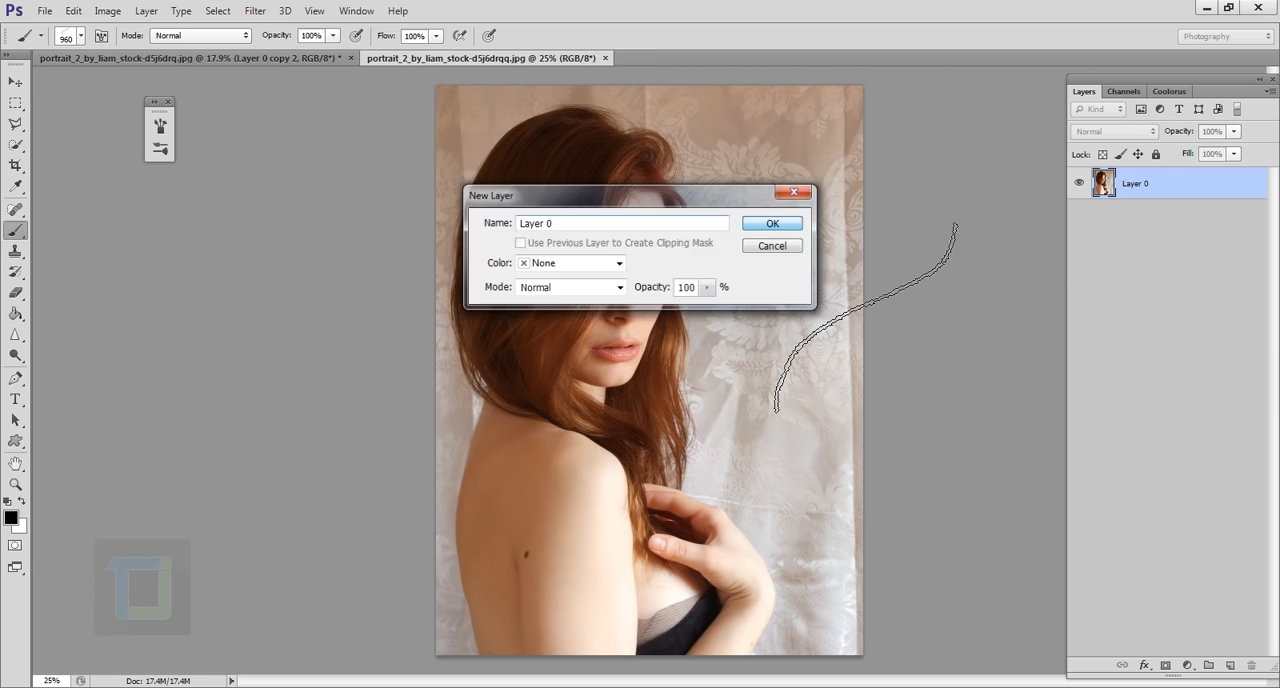 Ps File Edit Image Layer Type Select Filter 3D View Window Help
960 Mode: Normal Opacity: 100% Flow: 100% Photography
portrait_2_by_liam_stock-d5j6drq.jpg @ 17.9% (Layer 0 copy 2, RGB/8*) * × portrait_2_by_liam_stock-d5j6drqq.jpg @ 25% (RGB/8*) ×
Layers Channels Coolorus
Kind
Normal Opacity: 100%
Lock: Fill: 100%
Layer 0
New Layer
Name: Layer 0 OK
Use Previous Layer to Create Clipping Mask Cancel
Color: None
Mode: Normal Opacity: 100 %
25% Doc: 17.4M/17.4M